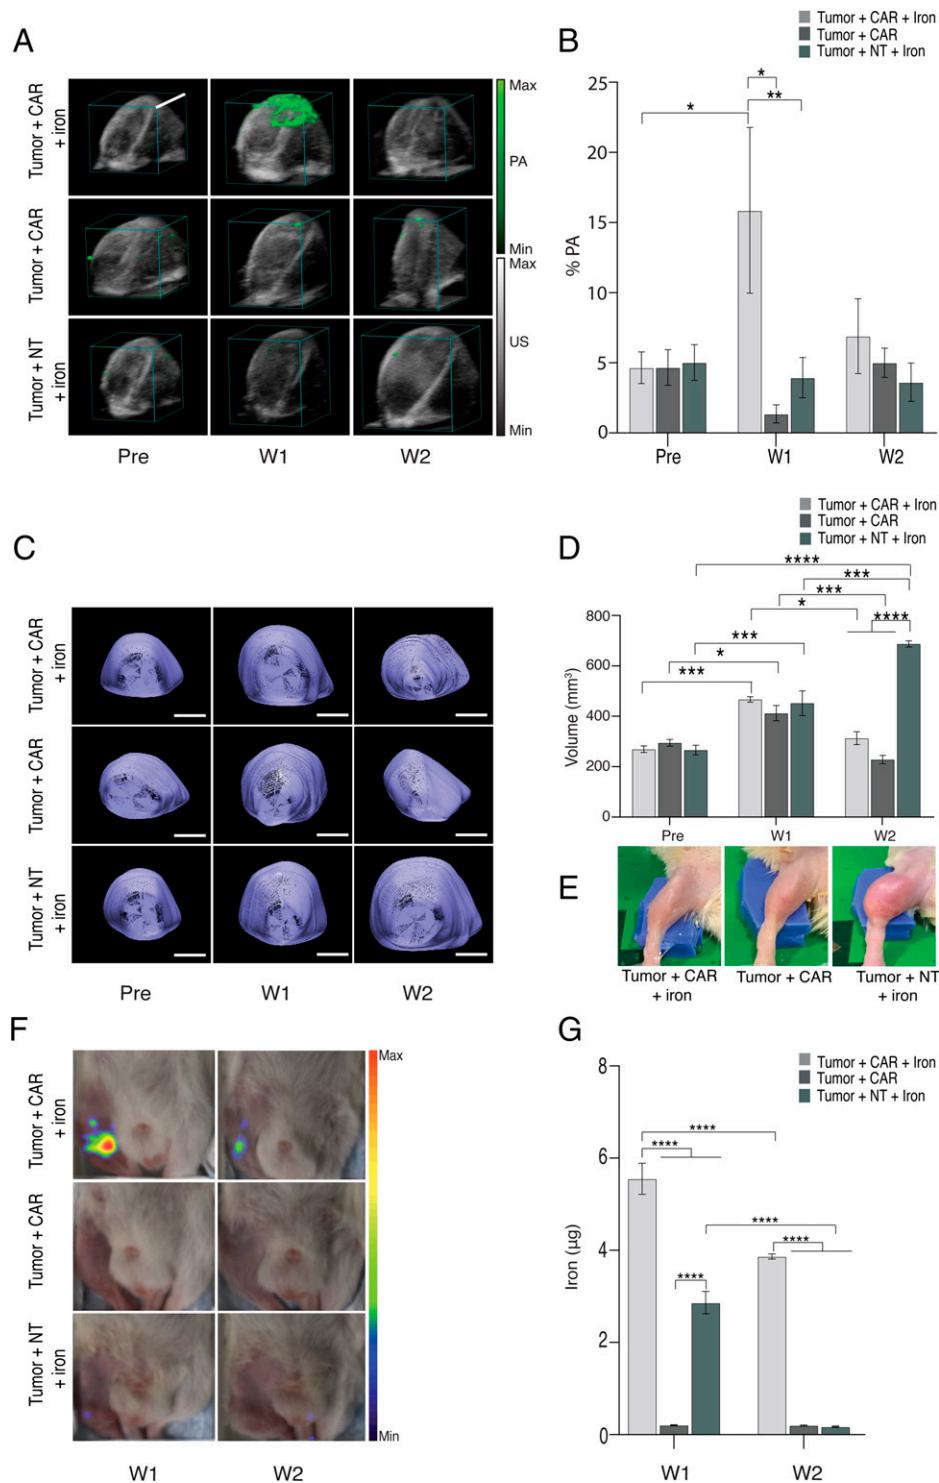 A
Tumor + CAR
+ iron
Tumor + CAR
Tumor + NT
+ iron
Max
PA
Min
Max
US
Min
Pre
W1
W2
B
Tumor + CAR + Iron
Tumor + CAR
Tumor + NT + Iron
% PA
25
20
15
10
5
0
*
*
**
Pre
W1
W2
C
Tumor + CAR
+ iron
Tumor + CAR
Tumor + NT
+ iron
Pre
W1
W2
D
Tumor + CAR + Iron
Tumor + CAR
Tumor + NT + Iron
Volume (mm³)
800
600
400
200
0
****
***
***
*
****
***
*
***
Pre
W1
W2
E
Tumor + CAR
+ iron
Tumor + CAR
Tumor + NT
+ iron
F
Tumor + CAR
+ iron
Tumor + CAR
Tumor + NT
+ iron
Max
Min
W1
W2
G
Tumor + CAR + Iron
Tumor + CAR
Tumor + NT + Iron
Iron (µg)
8
6
4
2
0
****
****
****
****
****
W1
W2